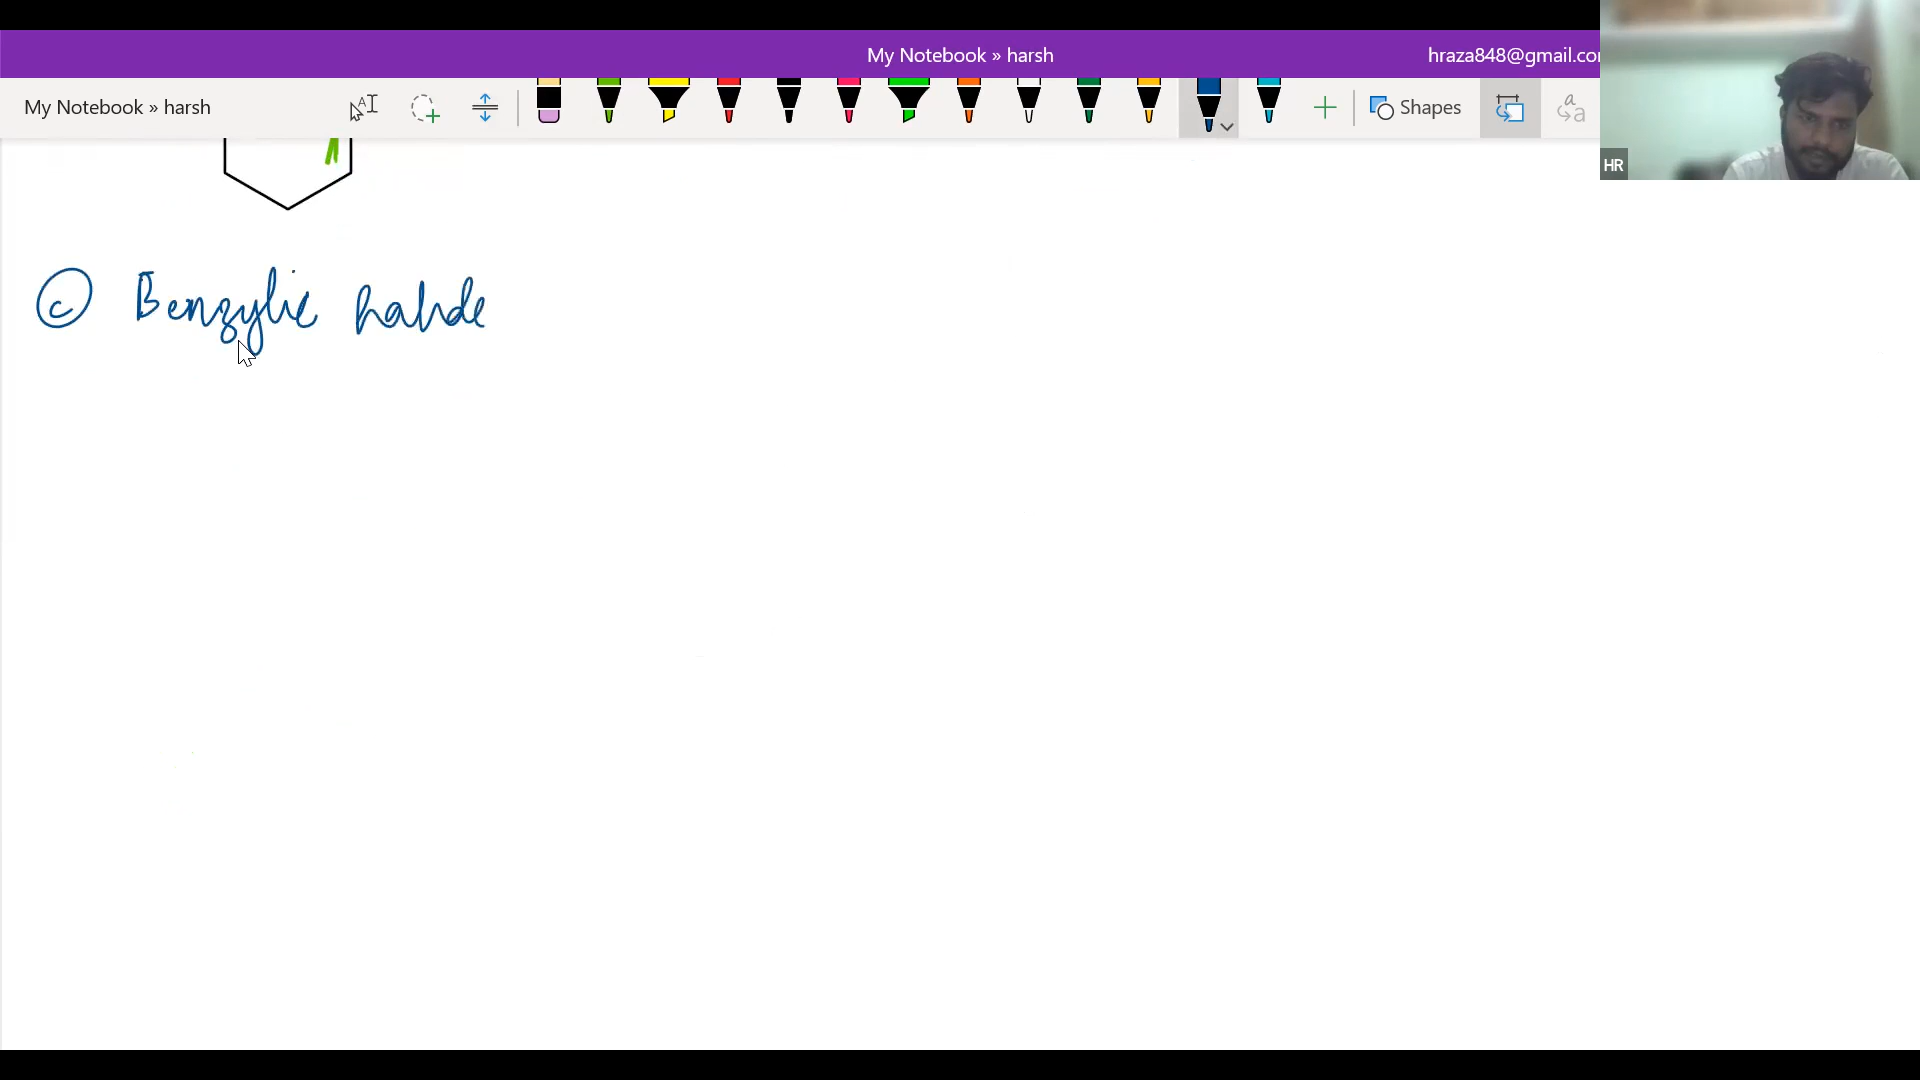 My Notebook » harsh
hraza848@gmail.co
My Notebook » harsh
Shapes
HR
c Benzylic halide